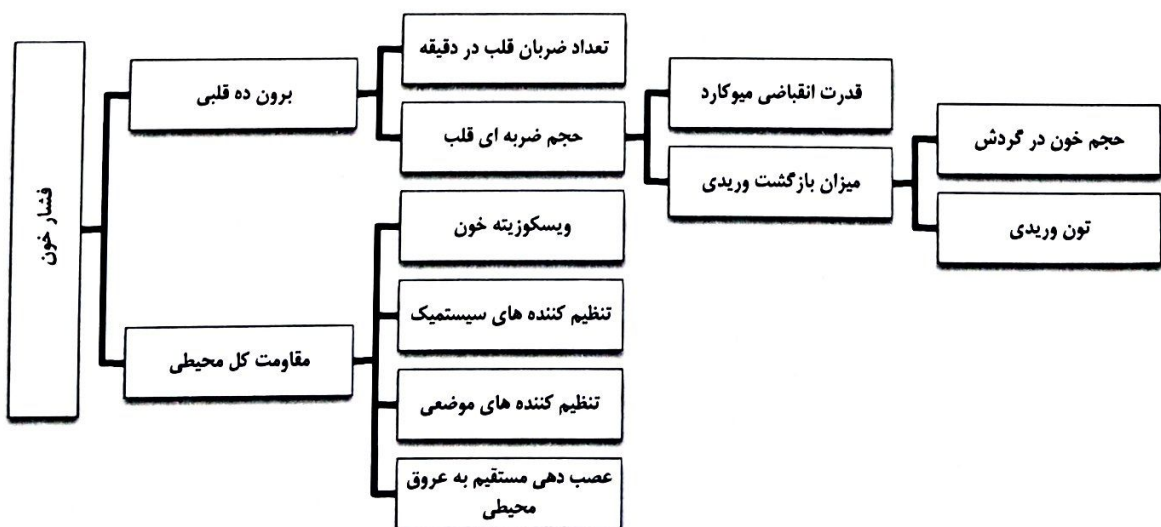 فشار خون
برون ده قلبی
تعداد ضربان قلب در دقیقه
حجم ضربه ای قلب
قدرت انقباضی میوکارد
میزان بازگشت وریدی
حجم خون در گردش
تون وریدی
مقاومت کل محیطی
ویسکوزیته خون
تنظیم کننده های سیستمیک
تنظیم کننده های موضعی
عصب دهی مستقیم به عروق
محیطی